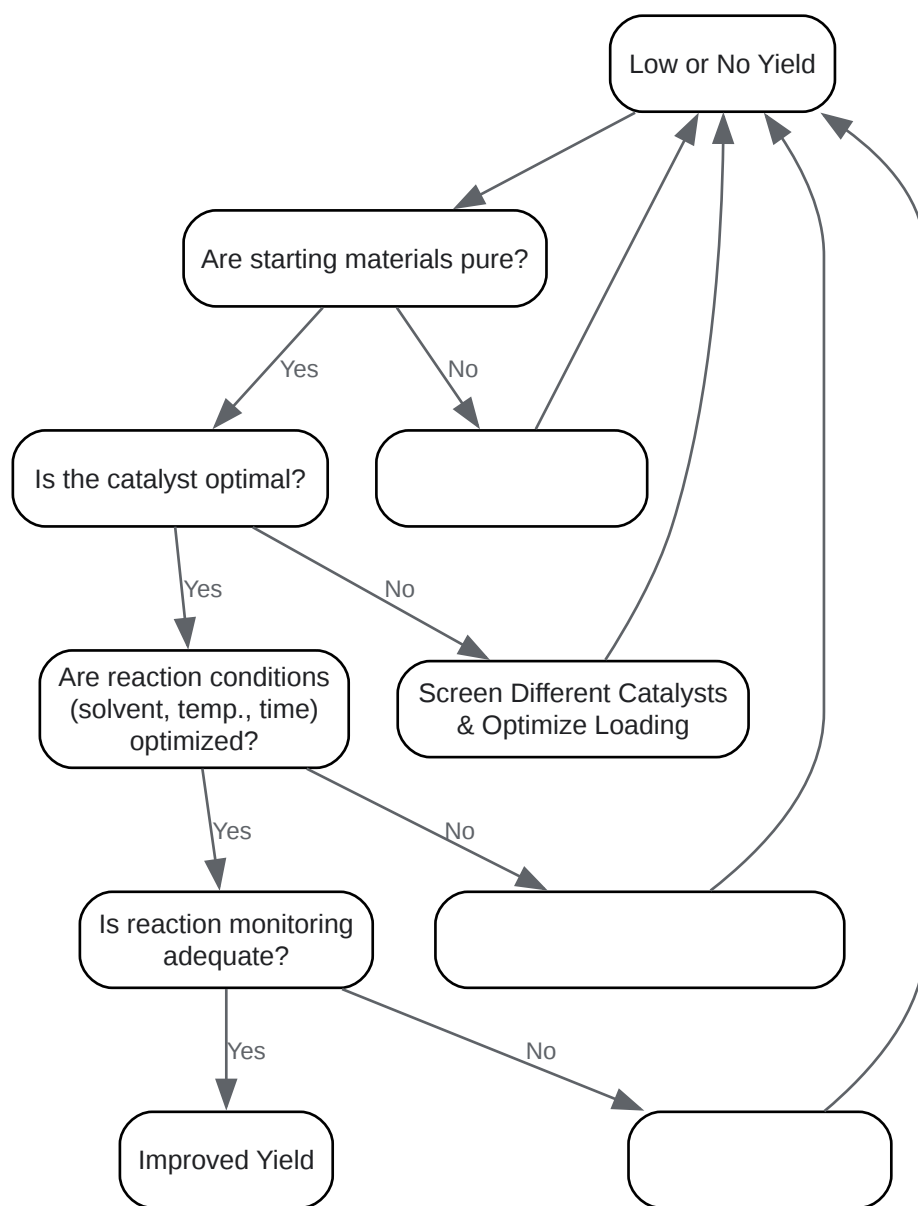 Low or No Yield
Are starting materials pure?
Yes
No
Is the catalyst optimal?
Yes
No
Are reaction conditions
(solvent, temp., time)
optimized?
Screen Different Catalysts
& Optimize Loading
Yes
No
Is reaction monitoring
adequate?
Yes
No
Improved Yield